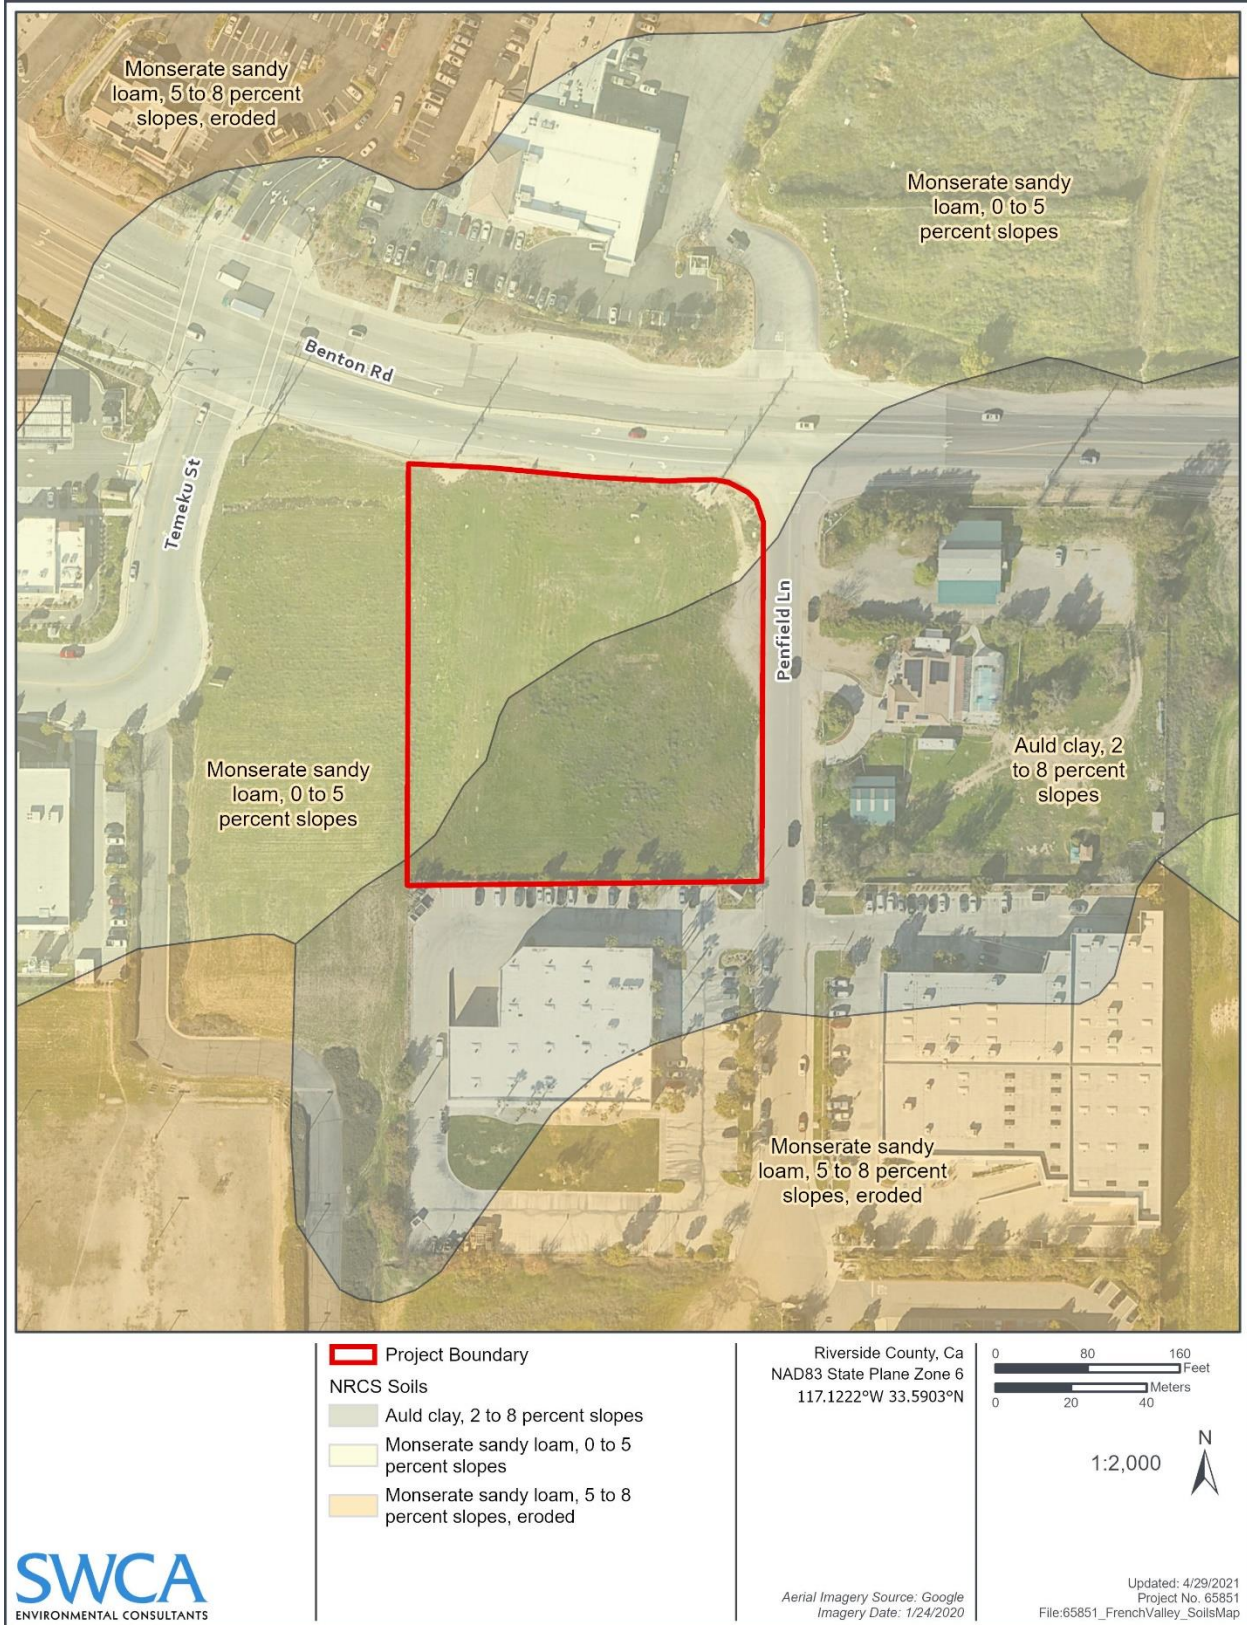 Monserate sandy
loam, 5 to 8 percent
slopes, eroded
Monserate sandy
loam, 0 to 5
percent slopes
Benton Rd
Temeku St
Penfield Ln
Monserate sandy
loam, 0 to 5
percent slopes
Auld clay, 2
to 8 percent
slopes
Monserate sandy
loam, 5 to 8 percent
slopes, eroded
Project Boundary
NRCS Soils
Auld clay, 2 to 8 percent slopes
Monserate sandy loam, 0 to 5
percent slopes
Monserate sandy loam, 5 to 8
percent slopes, eroded
Riverside County, Ca
NAD83 State Plane Zone 6
117.1222°W 33.5903°N
0 80 160
Feet
Meters
0 20 40
1:2,000
N
SWCA
ENVIRONMENTAL CONSULTANTS
Aerial Imagery Source: Google
Imagery Date: 1/24/2020
Updated: 4/29/2021
Project No. 65851
File:65851_FrenchValley_SoilsMap